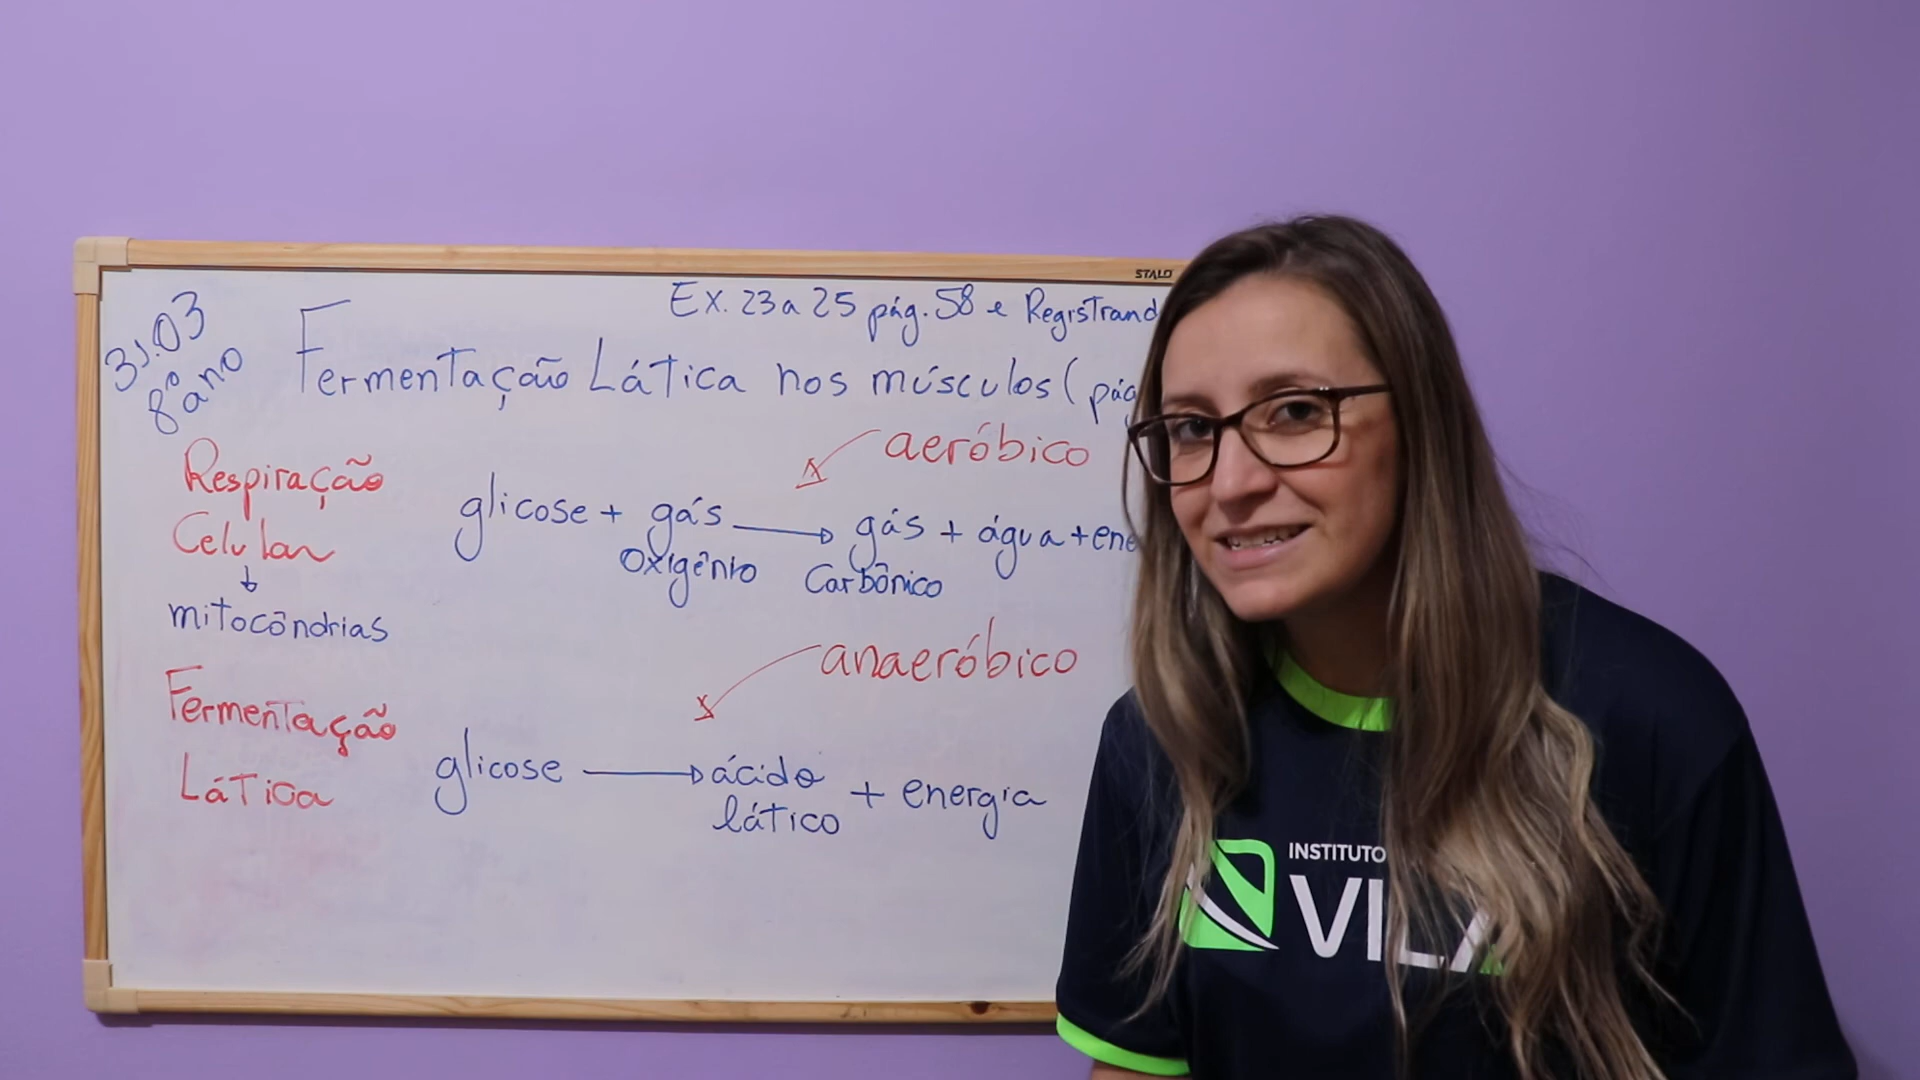 STALO
31.03
8º ano
Ex. 23 a 25 pág. 58 e Registrand
Fermentação Lática nos músculos (pág
Respiração
Celular
mitocôndrias
aeróbico
glicose + gás → gás + água + ene
Oxigênio Carbônico
anaeróbico
Fermentação
Lática
glicose → ácido + energia
lático
INSTITUTO
VILA